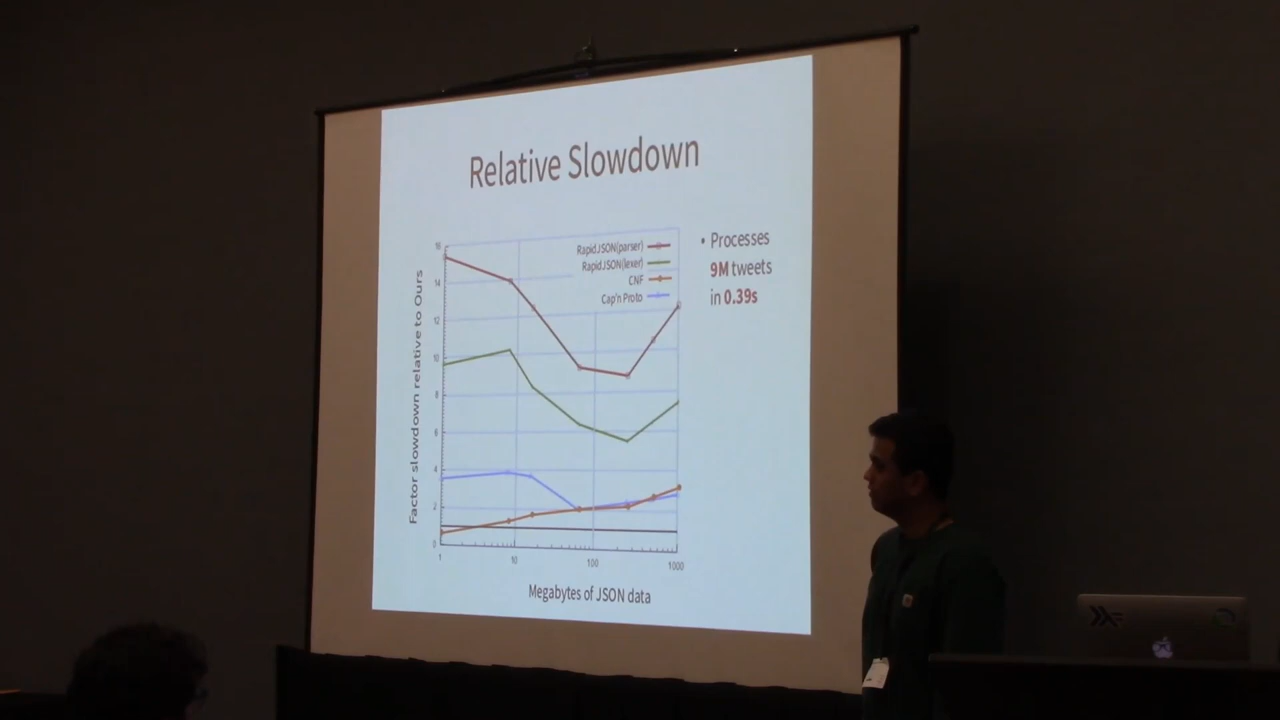 Relative Slowdown
Factor slowdown relative to Ours
16
14
12
10
8
6
4
2
0
1
10
100
1000
Megabytes of JSON data
RapidJSON(parser)
RapidJSON(lexer)
CNF
Cap'n Proto
• Processes
9M tweets
in 0.39s